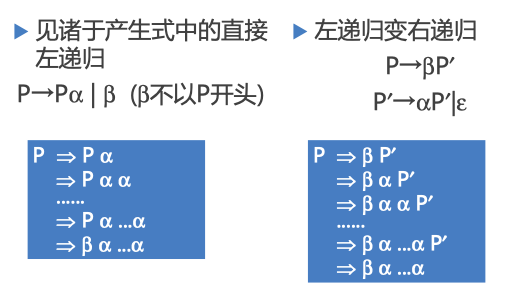 见诸于产生式中的直接
左递归
P→Pα | β (β不以P开头)
P ⇒ P α
⇒ P α α
……
⇒ P α ...α
⇒ β α ...α
左递归变右递归
P→βP′
P′→αP′|ε
P ⇒ β P′
⇒ β α P′
⇒ β α α P′
……
⇒ β α ...α P′
⇒ β α ...α